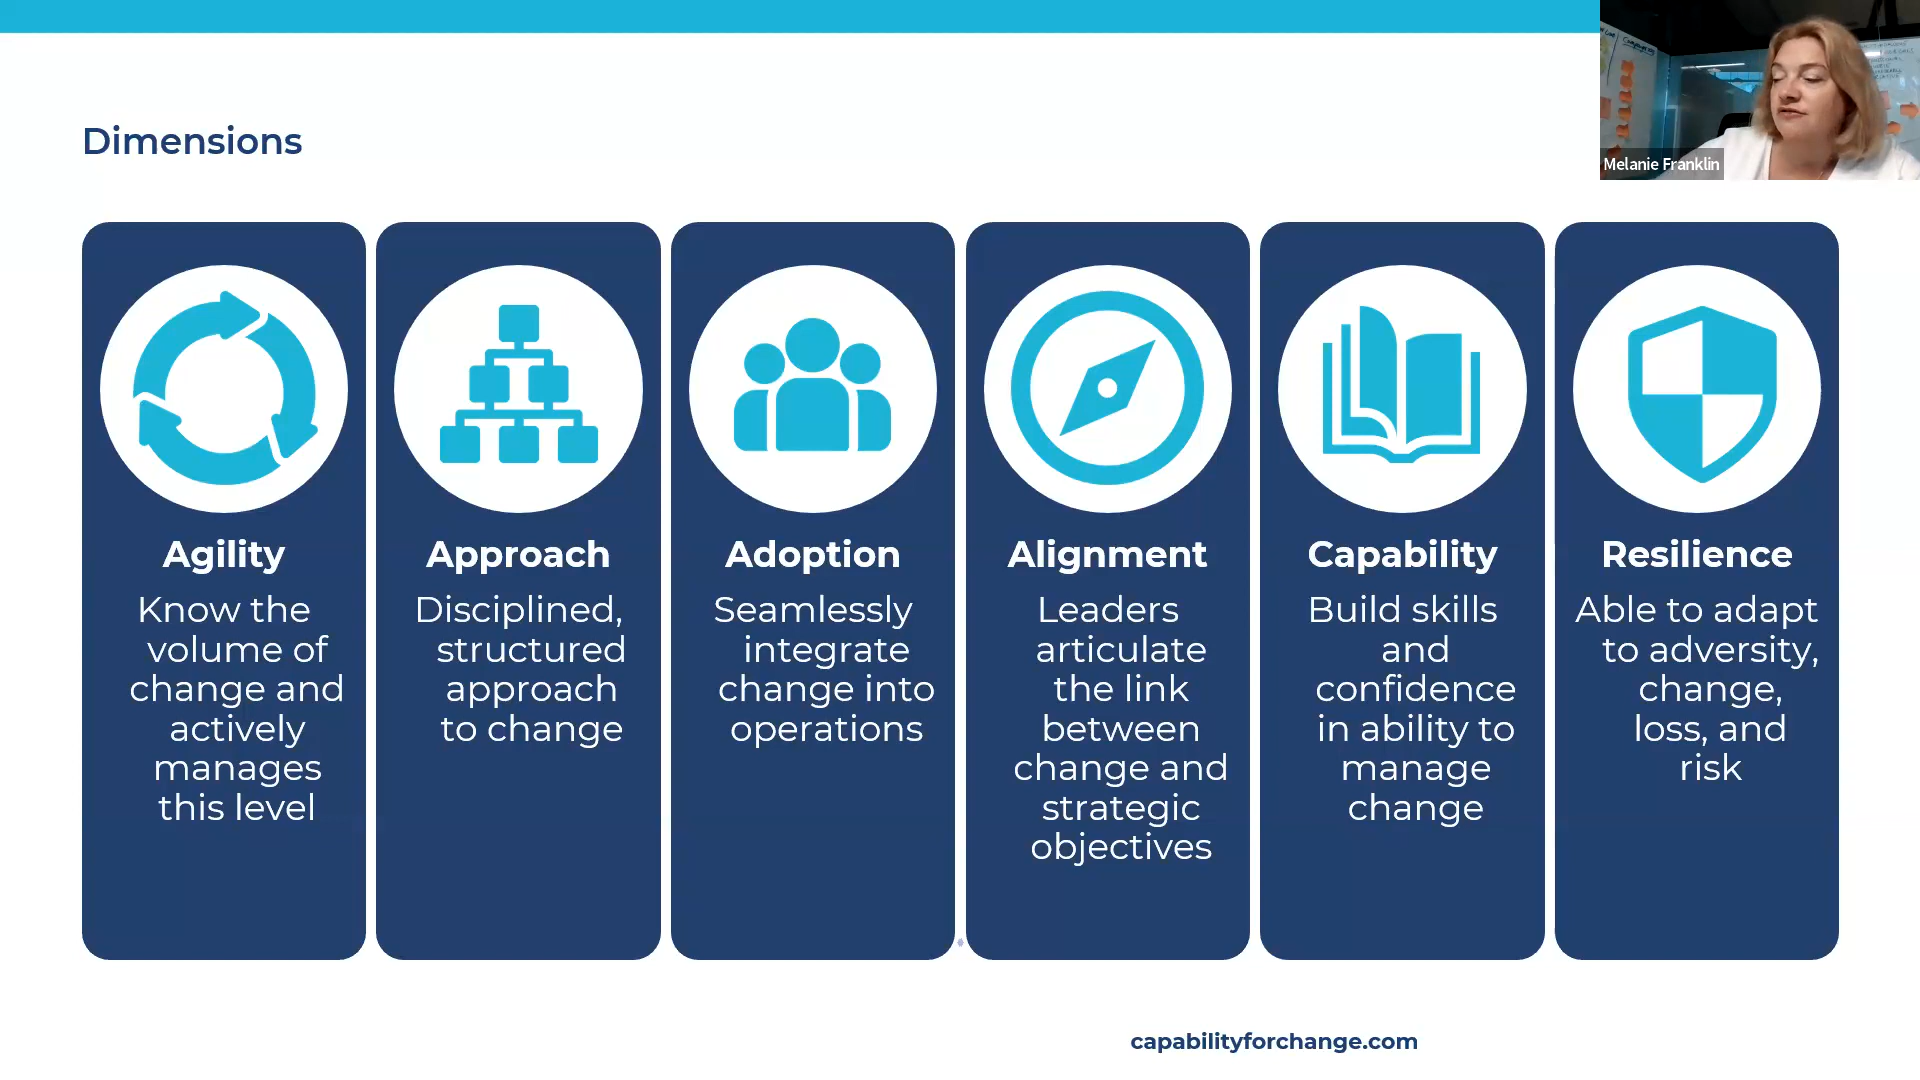 Dimensions
Melanie Franklin
Agility
Know the
volume of
change and
actively
manages
this level
Approach
Disciplined,
structured
approach
to change
Adoption
Seamlessly
integrate
change into
operations
Alignment
Leaders
articulate
the link
between
change and
strategic
objectives
Capability
Build skills
and
confidence
in ability to
manage
change
Resilience
Able to adapt
to adversity,
change,
loss, and
risk
capabilityforchange.com